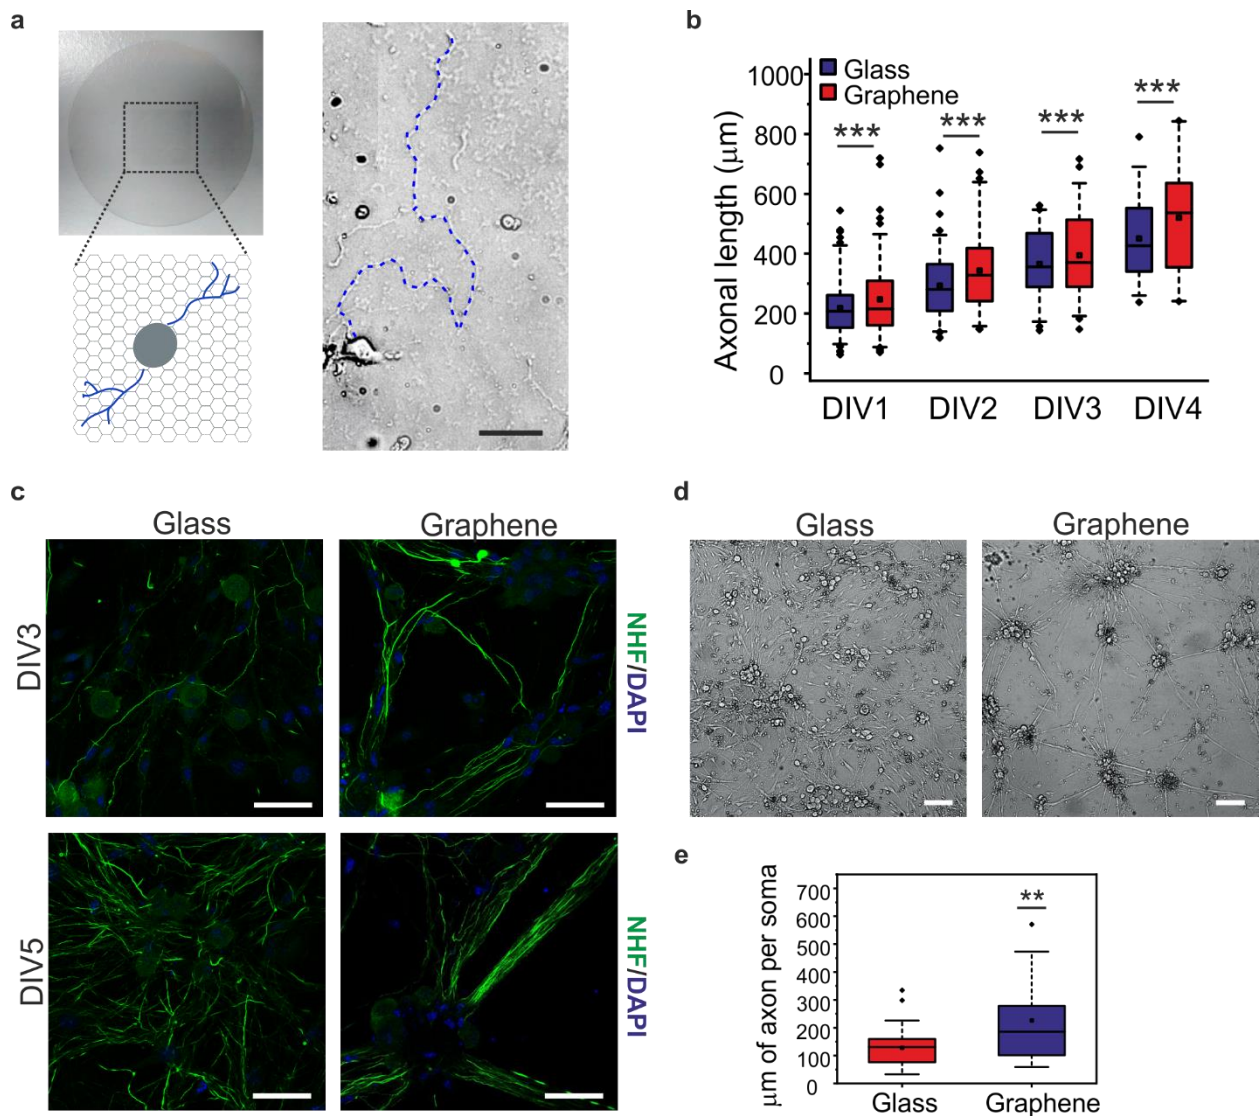 a
b
Axonal length (μm)
1000
800
600
400
200
0
Glass
Graphene
***
***
***
***
DIV1 DIV2 DIV3 DIV4
c
Glass Graphene
DIV3
NHF/DAPI
DIV5
NHF/DAPI
d
Glass Graphene
e
μm of axon per soma
700
600
500
400
300
200
100
0
**
Glass Graphene